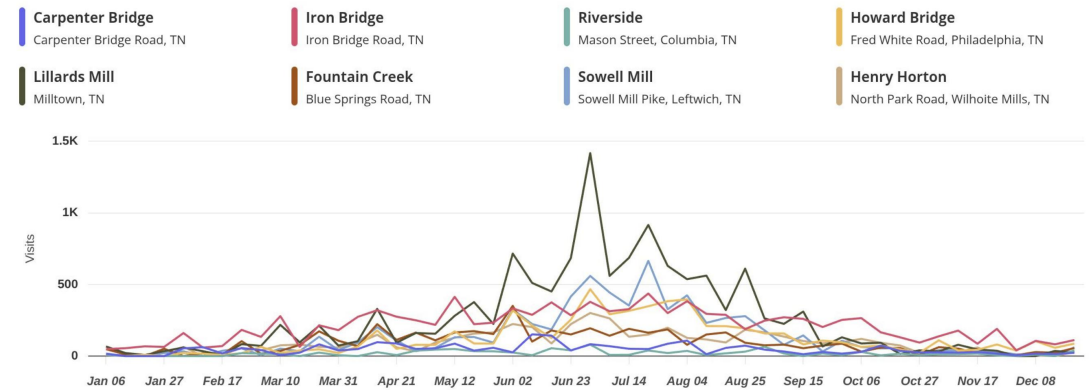 Carpenter Bridge
Carpenter Bridge Road, TN
Iron Bridge
Iron Bridge Road, TN
Riverside
Mason Street, Columbia, TN
Howard Bridge
Fred White Road, Philadelphia, TN
Lillards Mill
Milltown, TN
Fountain Creek
Blue Springs Road, TN
Sowell Mill
Sowell Mill Pike, Leftwich, TN
Henry Horton
North Park Road, Wilhoite Mills, TN
1.5K
1K
500
0
Visits
Jan 06 Jan 27 Feb 17 Mar 10 Mar 31 Apr 21 May 12 Jun 02 Jun 23 Jul 14 Aug 04 Aug 25 Sep 15 Oct 06 Oct 27 Nov 17 Dec 08